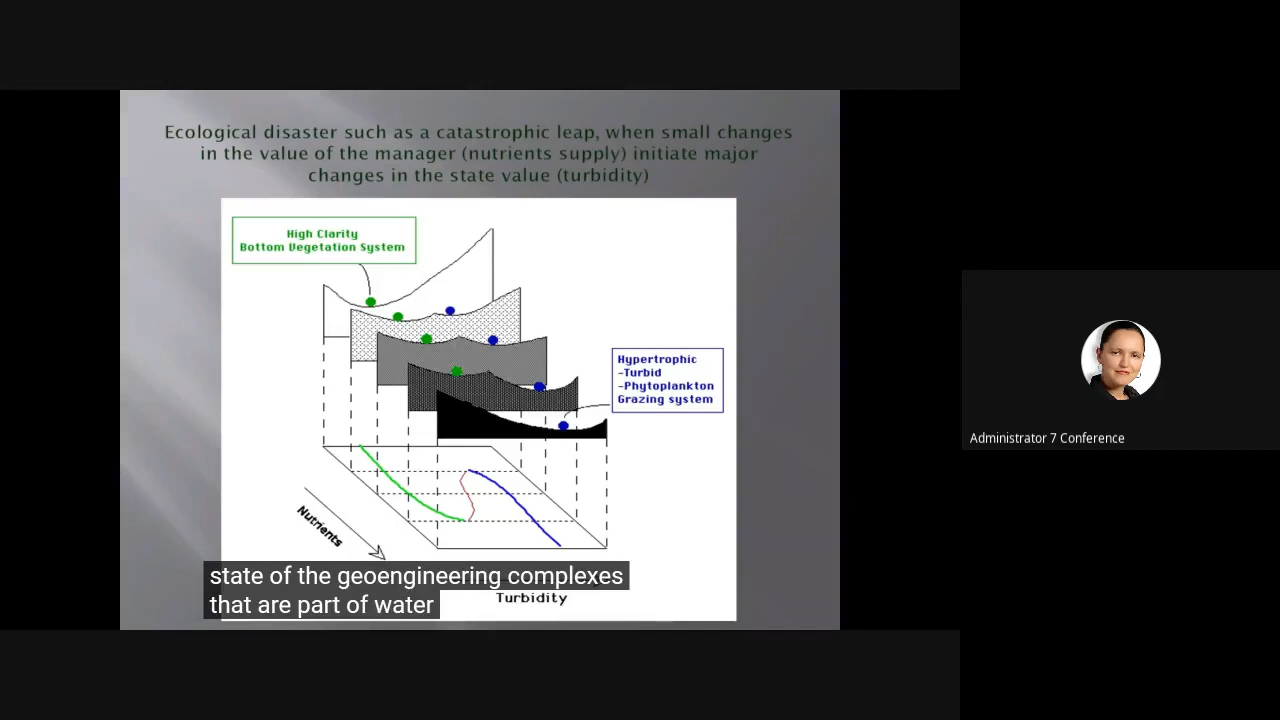 Ecological disaster such as a catastrophic leap, when small changes
in the value of the manager (nutrients supply) initiate major
changes in the state value (turbidity)
High Clarity
Bottom Vegetation System
Hypertrophic
-Turbid
-Phytoplankton
Grazing system
Nutrients
state of the geoengineering complexes
that are part of water
Turbidity
Administrator 7 Conference